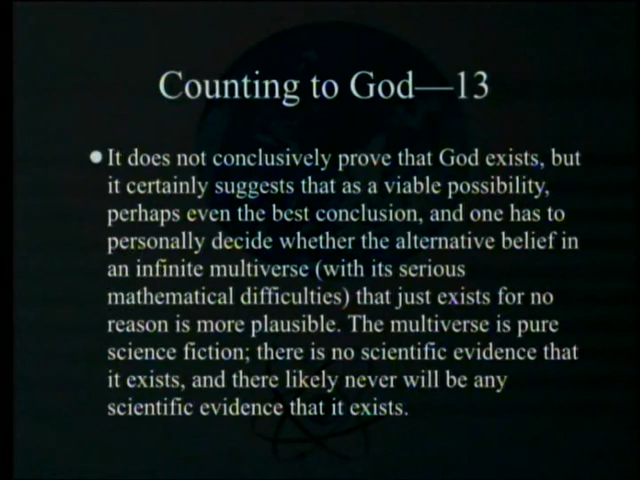 Counting to God—13
It does not conclusively prove that God exists, but
it certainly suggests that as a viable possibility,
perhaps even the best conclusion, and one has to
personally decide whether the alternative belief in
an infinite multiverse (with its serious
mathematical difficulties) that just exists for no
reason is more plausible. The multiverse is pure
science fiction; there is no scientific evidence that
it exists, and there likely never will be any
scientific evidence that it exists.